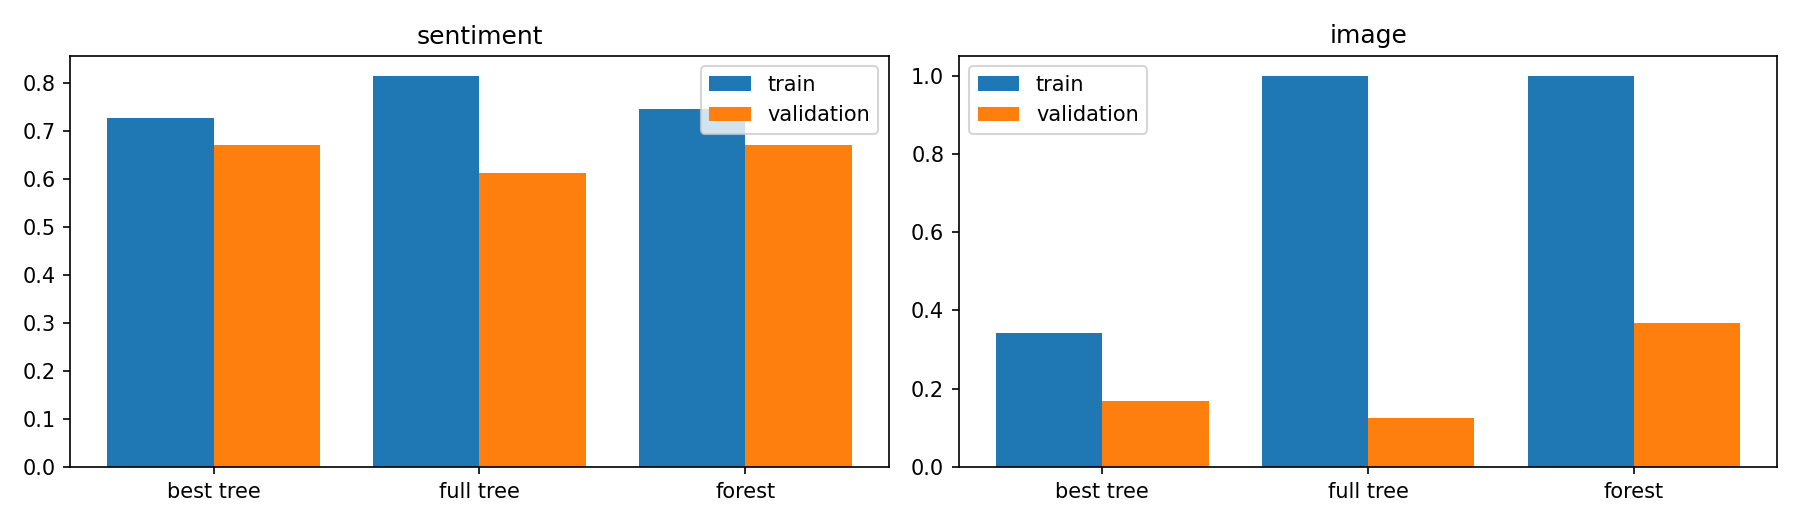 sentiment
0.8
0.7
0.6
0.5
0.4
0.3
0.2
0.1
0.0
train
validation
best tree full tree forest
image
1.0
0.8
0.6
0.4
0.2
0.0
train
validation
best tree full tree forest